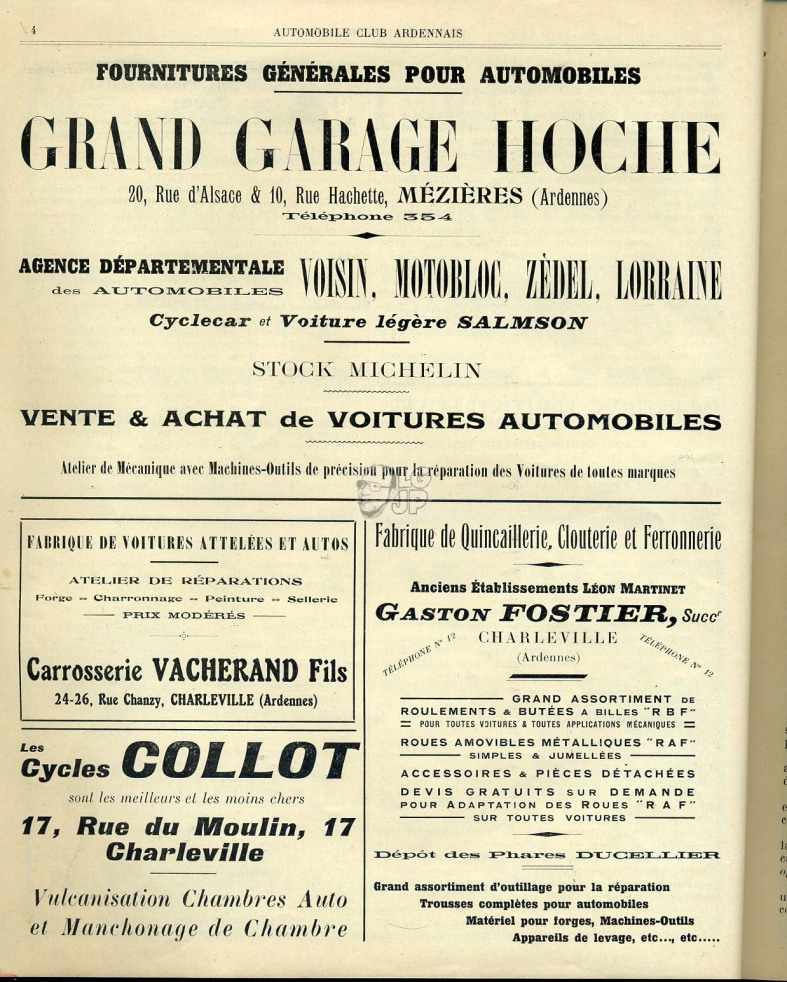 4
AUTOMOBILE CLUB ARDENNAIS
FOURNITURES GÉNÉRALES POUR AUTOMOBILES
GRAND GARAGE HOCHE
20, Rue d'Alsace & 10, Rue Hachette, MÉZIÈRES (Ardennes)
Téléphone 354
AGENCE DÉPARTEMENTALE
des AUTOMOBILES
VOISIN, MOTOBLOC, ZÈDEL, LORRAINE
Cyclecar et Voiture légère SALMSON
STOCK MICHELIN
VENTE & ACHAT de VOITURES AUTOMOBILES
Atelier de Mécanique avec Machines-Outils de précision pour la réparation des Voitures de toutes marques
LG
JP
FABRIQUE DE VOITURES ATTELÉES ET AUTOS
ATELIER DE RÉPARATIONS
Forge -- Charronnage -- Peinture -- Sellerie
PRIX MODÉRÉS
Carrosserie VACHERAND Fils
24-26, Rue Chanzy, CHARLEVILLE (Ardennes)
Les
Cycles COLLOT
sont les meilleurs et les moins chers
17, Rue du Moulin, 17
Charleville
Vulcanisation Chambres Auto
et Manchonage de Chambre
Fabrique de Quincaillerie, Clouterie et Ferronnerie
Anciens Établissements LÉON MARTINET
GASTON FOSTIER, Succr
CHARLEVILLE
(Ardennes)
TÉLÉPHONE N° 12
TÉLÉPHONE N° 12
GRAND ASSORTIMENT DE
ROULEMENTS & BUTÉES A BILLES "RBF"
POUR TOUTES VOITURES & TOUTES APPLICATIONS MÉCANIQUES
ROUES AMOVIBLES MÉTALLIQUES "RAF"
SIMPLES & JUMELLÉES
ACCESSOIRES & PIÈCES DÉTACHÉES
DEVIS GRATUITS SUR DEMANDE
POUR ADAPTATION DES ROUES "RAF"
SUR TOUTES VOITURES
Dépôt des Phares DUCELLIER
Grand assortiment d'outillage pour la réparation
Trousses complètes pour automobiles
Matériel pour forges, Machines-Outils
Appareils de levage, etc..., etc.....